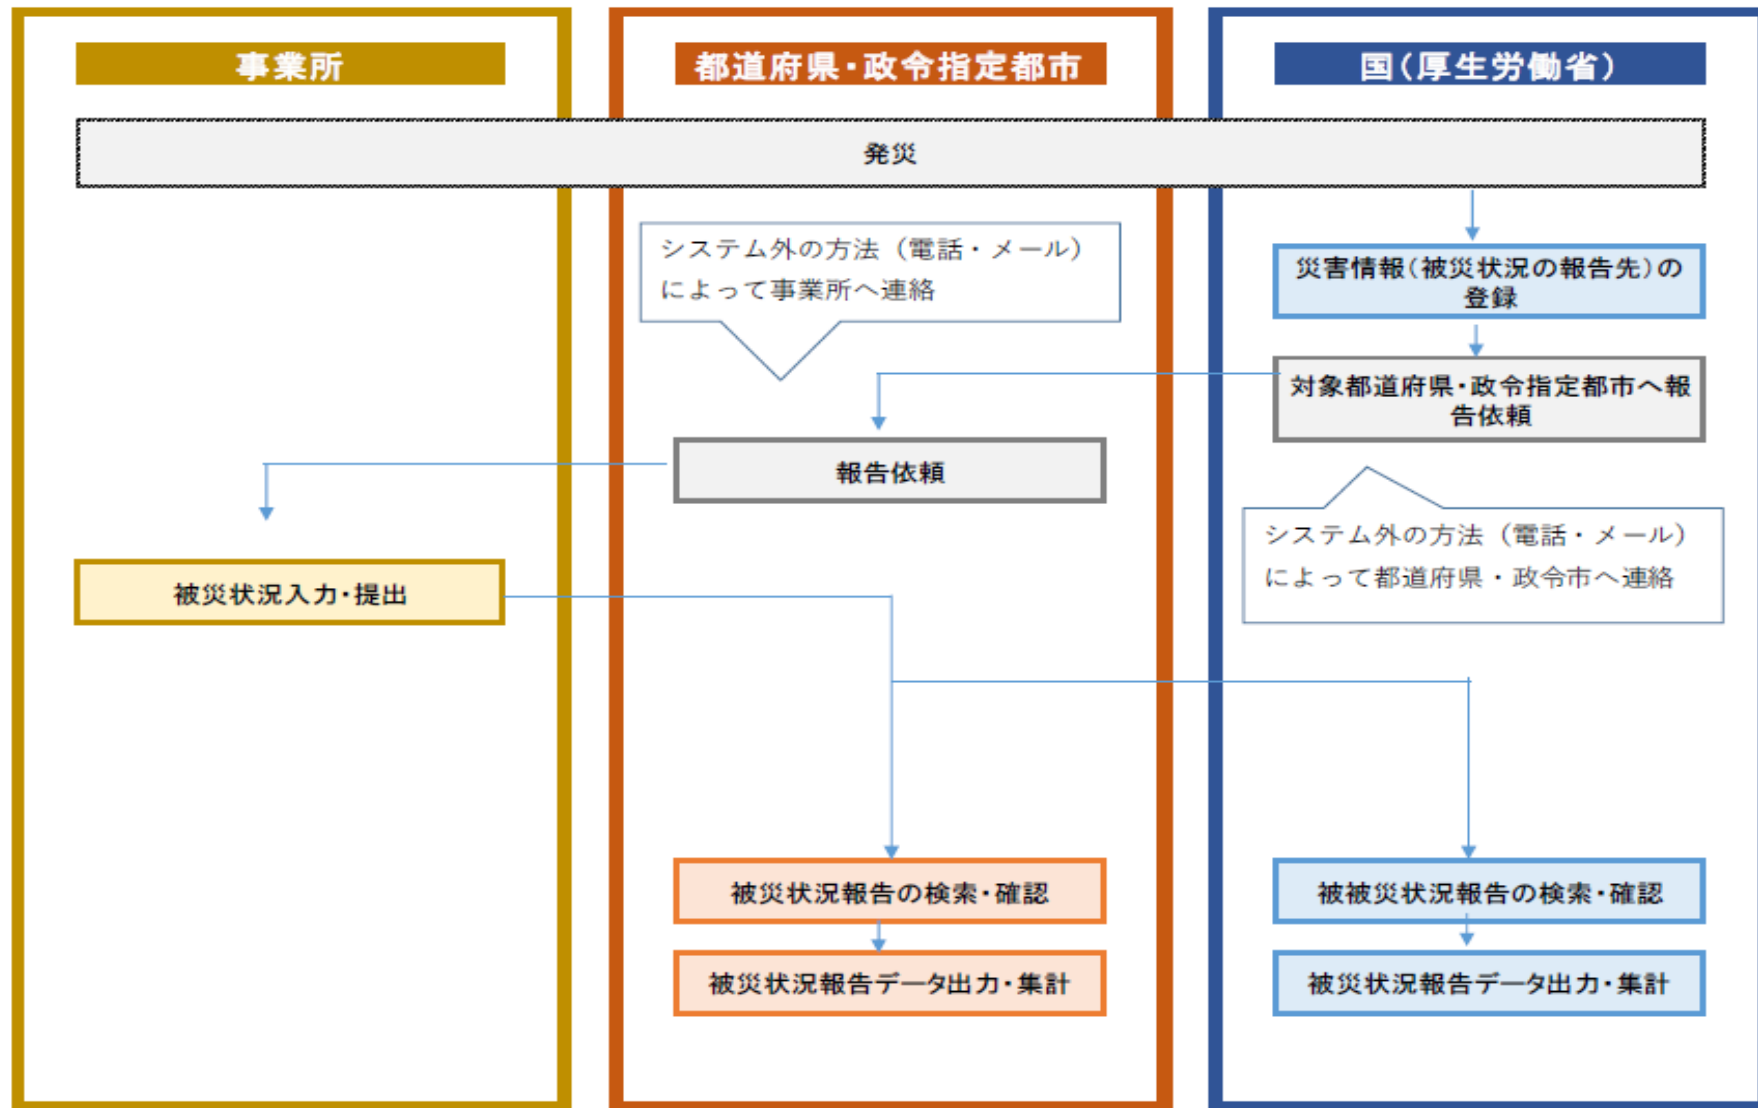 事業所
都道府県・政令指定都市
国(厚生労働省)
発災
システム外の方法（電話・メール）
によって事業所へ連絡
災害情報(被災状況の報告先)の
登録
対象都道府県・政令指定都市へ報
告依頼
報告依頼
システム外の方法（電話・メール）
によって都道府県・政令市へ連絡
被災状況入力・提出
被災状況報告の検索・確認
被被災状況報告の検索・確認
被災状況報告データ出力・集計
被災状況報告データ出力・集計